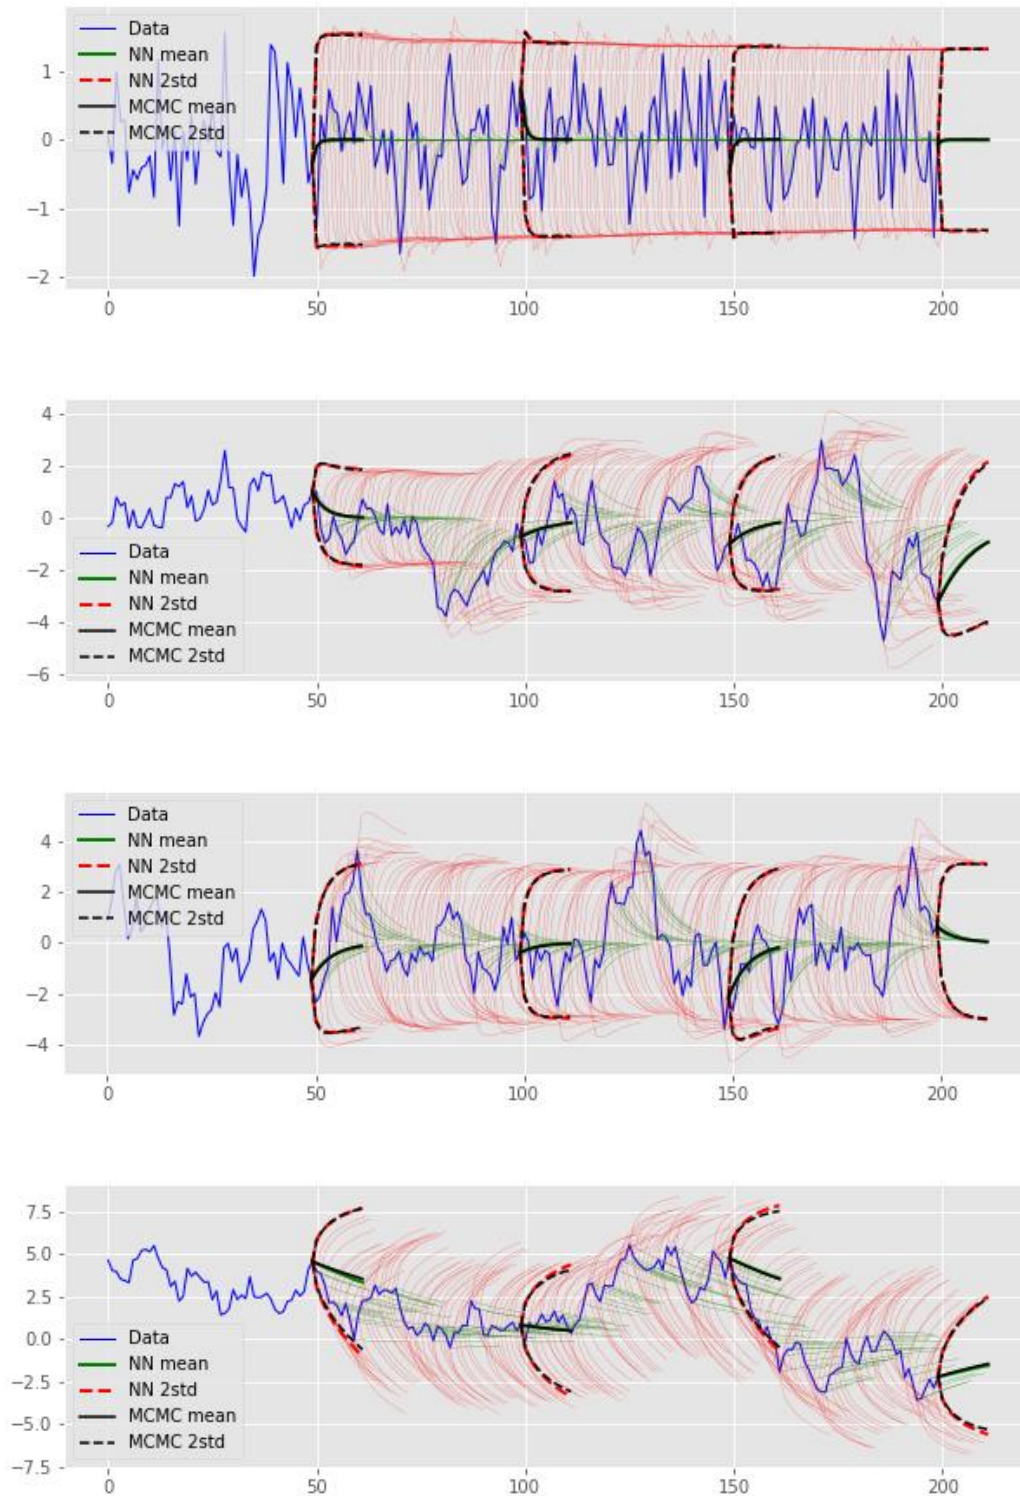 Data
NN mean
NN 2std
MCMC mean
MCMC 2std
1
0
−1
−2
0 50 100 150 200
4
2
0
−2
−4
−6
Data
NN mean
NN 2std
MCMC mean
MCMC 2std
0 50 100 150 200
Data
NN mean
NN 2std
MCMC mean
MCMC 2std
4
2
0
−2
−4
0 50 100 150 200
7.5
5.0
2.5
0.0
−2.5
−5.0
−7.5
Data
NN mean
NN 2std
MCMC mean
MCMC 2std
0 50 100 150 200